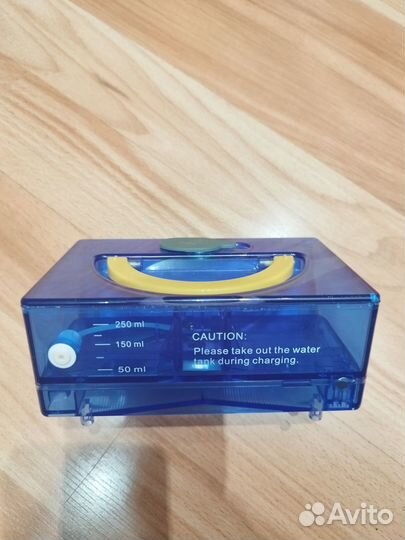 250 ml
150 ml
50 ml
CAUTION:
Please take out the water
tank during charging.
Avito